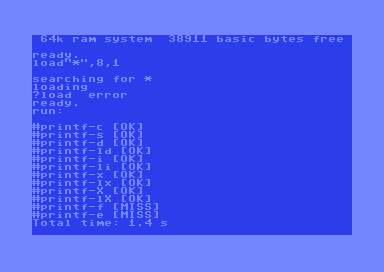 64k ram system  38911 basic bytes free
ready.
load"*",8,1
searching for *
loading
?load  error
ready.
run:
#printf-c [OK]
#printf-s [OK]
#printf-d [OK]
#printf-ld [OK]
#printf-i [OK]
#printf-li [OK]
#printf-x [OK]
#printf-lx [OK]
#printf-X [OK]
#printf-lX [OK]
#printf-f [MISS]
#printf-e [MISS]
Total time: 1.4 s